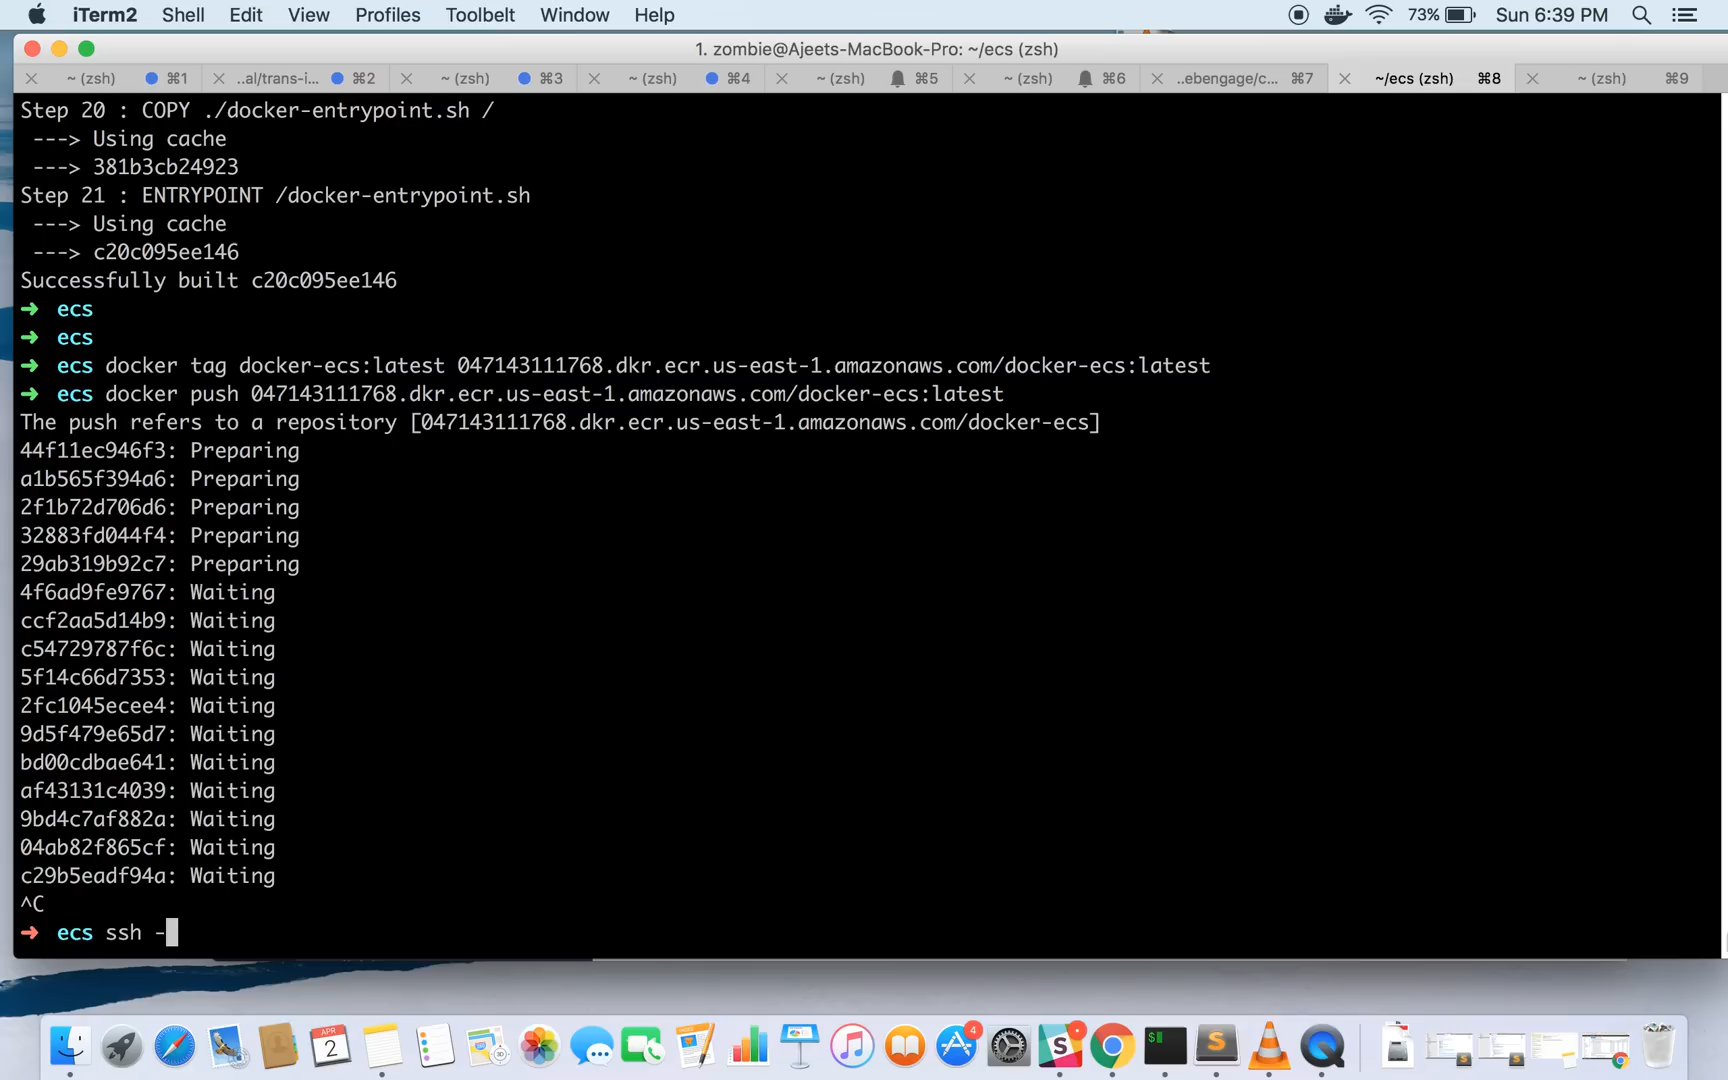 iTerm2 Shell Edit View Profiles Toolbelt Window Help 73% Sun 6:39 PM
1. zombie@Ajeets-MacBook-Pro: ~/ecs (zsh)
~ (zsh) ⌘1 ..al/trans-i... ⌘2 ~ (zsh) ⌘3 ~ (zsh) ⌘4 ~ (zsh) ⌘5 ~ (zsh) ⌘6 ..ebengage/c... ⌘7 ~/ecs (zsh) ⌘8 ~ (zsh) ⌘9
Step 20 : COPY ./docker-entrypoint.sh /
---> Using cache
---> 381b3cb24923
Step 21 : ENTRYPOINT /docker-entrypoint.sh
---> Using cache
---> c20c095ee146
Successfully built c20c095ee146
➜ ecs
➜ ecs
➜ ecs docker tag docker-ecs:latest 047143111768.dkr.ecr.us-east-1.amazonaws.com/docker-ecs:latest
➜ ecs docker push 047143111768.dkr.ecr.us-east-1.amazonaws.com/docker-ecs:latest
The push refers to a repository [047143111768.dkr.ecr.us-east-1.amazonaws.com/docker-ecs]
44f11ec946f3: Preparing
a1b565f394a6: Preparing
2f1b72d706d6: Preparing
32883fd044f4: Preparing
29ab319b92c7: Preparing
4f6ad9fe9767: Waiting
ccf2aa5d14b9: Waiting
c54729787f6c: Waiting
5f14c66d7353: Waiting
2fc1045ecee4: Waiting
9d5f479e65d7: Waiting
bd00cdbae641: Waiting
af43131c4039: Waiting
9bd4c7af882a: Waiting
04ab82f865cf: Waiting
c29b5eadf94a: Waiting
^C
➜ ecs ssh -
APR
2
4